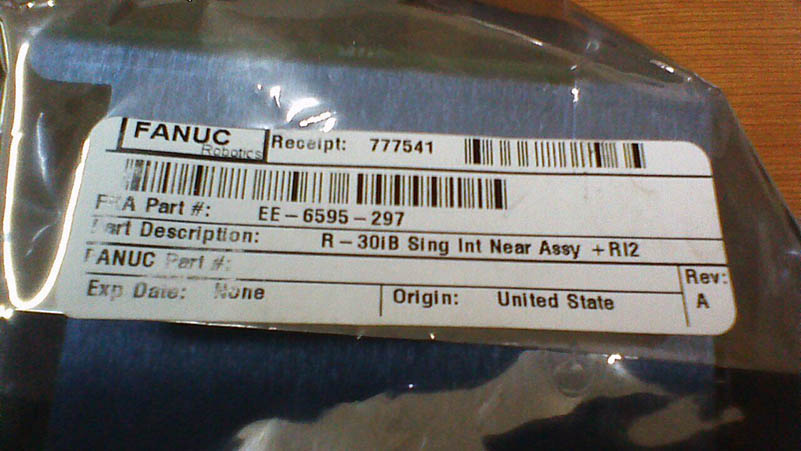 FANUC
Robotics
Receipt: 777541
FRA Part #: EE-6595-297
Part Description: R-30iB Sing Int Near Assy +RI2
FANUC Part #:
Rev:
A
Exp Date: None
Origin: United State